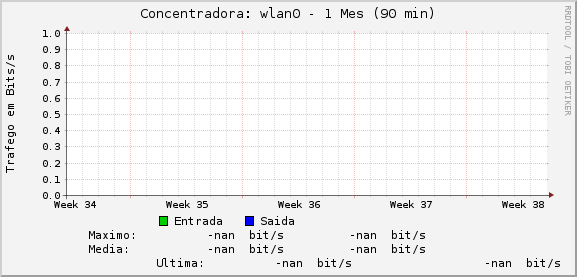 Concentradora: wlan0 - 1 Mes (90 min)
RRDTOOL / TOBI OETIKER
Trafego em Bits/s
1.0
0.9
0.8
0.7
0.6
0.5
0.4
0.3
0.2
0.1
0.0
Week 34 Week 35 Week 36 Week 37 Week 38
Entrada Saida
Maximo: -nan bit/s -nan bit/s
Media: -nan bit/s -nan bit/s
Ultima: -nan bit/s -nan bit/s